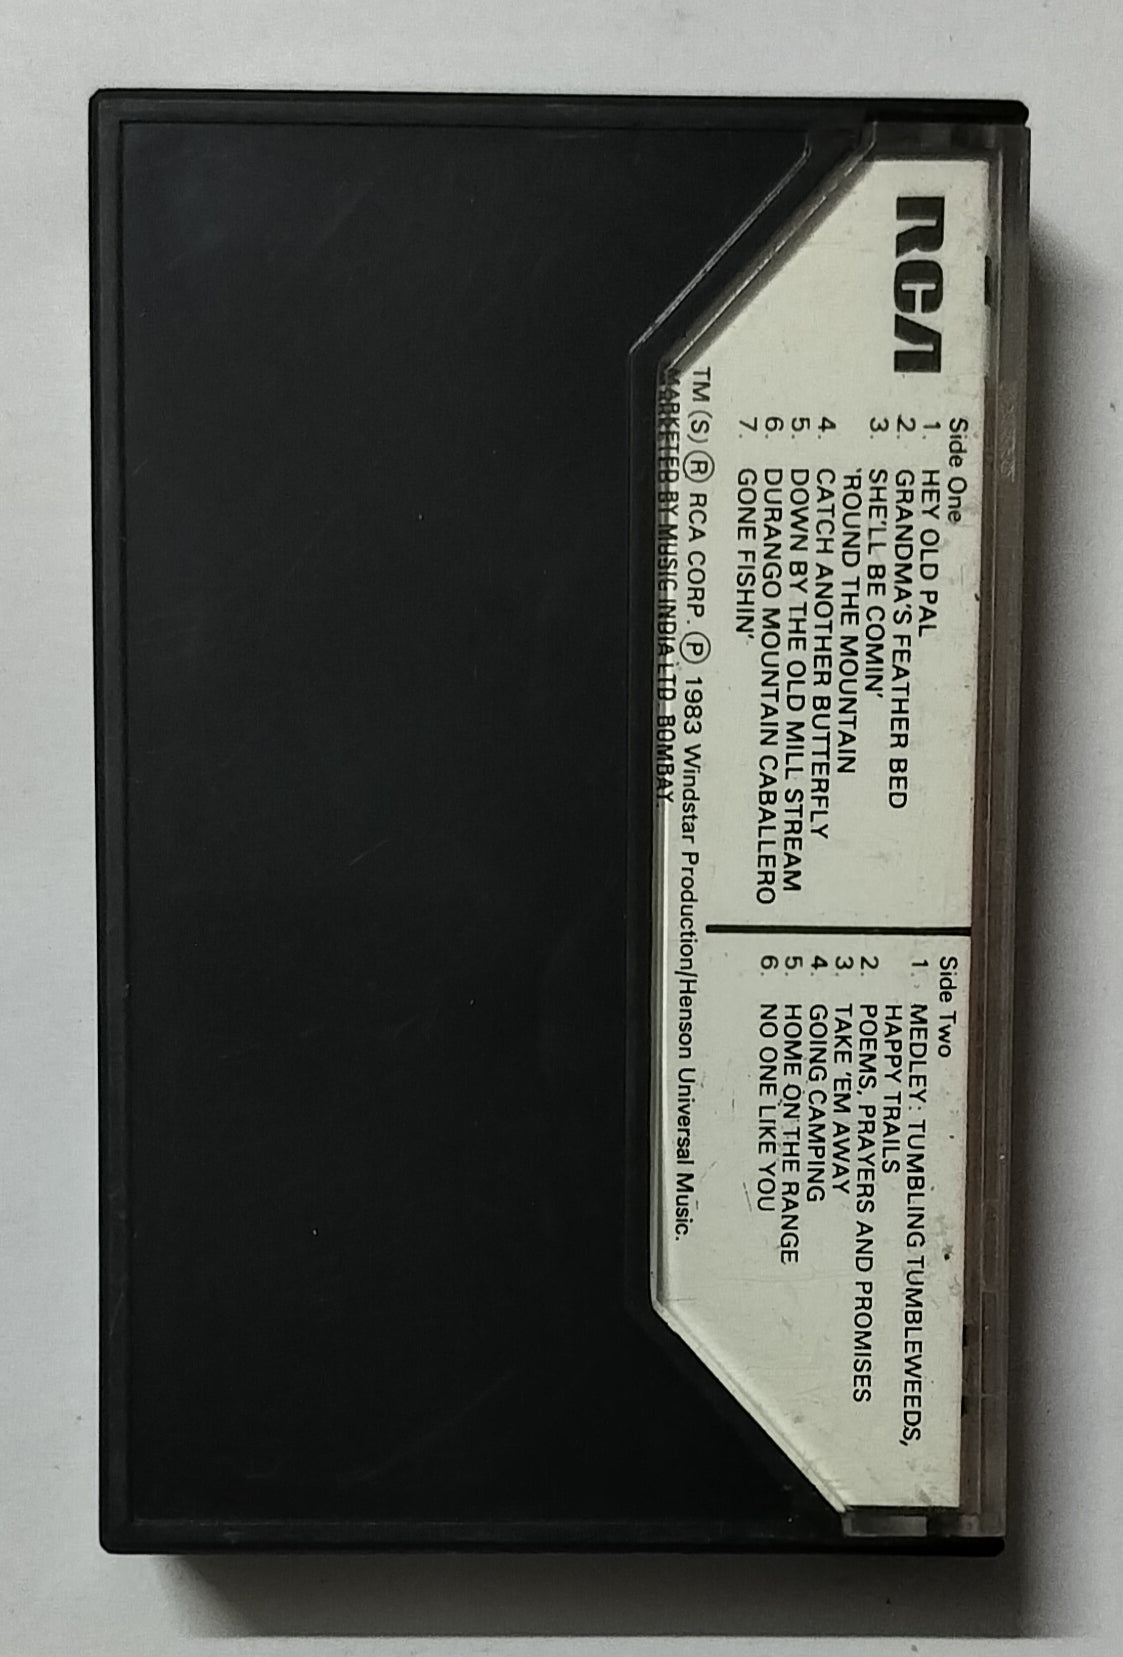 RCA
Side One
1. HEY OLD PAL
2. GRANDMA'S FEATHER BED
3. SHE'LL BE COMIN'
'ROUND THE MOUNTAIN
4. CATCH ANOTHER BUTTERFLY
5. DOWN BY THE OLD MILL STREAM
6. DURANGO MOUNTAIN CABALLERO
7. GONE FISHIN'
Side Two
1. MEDLEY: TUMBLING TUMBLEWEEDS,
HAPPY TRAILS
2. POEMS, PRAYERS AND PROMISES
3. TAKE 'EM AWAY
4. GOING CAMPING
5. HOME ON THE RANGE
6. NO ONE LIKE YOU
TM (S) Ⓡ RCA CORP. Ⓟ 1983 Windstar Production/Henson Universal Music.
MARKETED BY MUSIC INDIA LTD. BOMBAY.